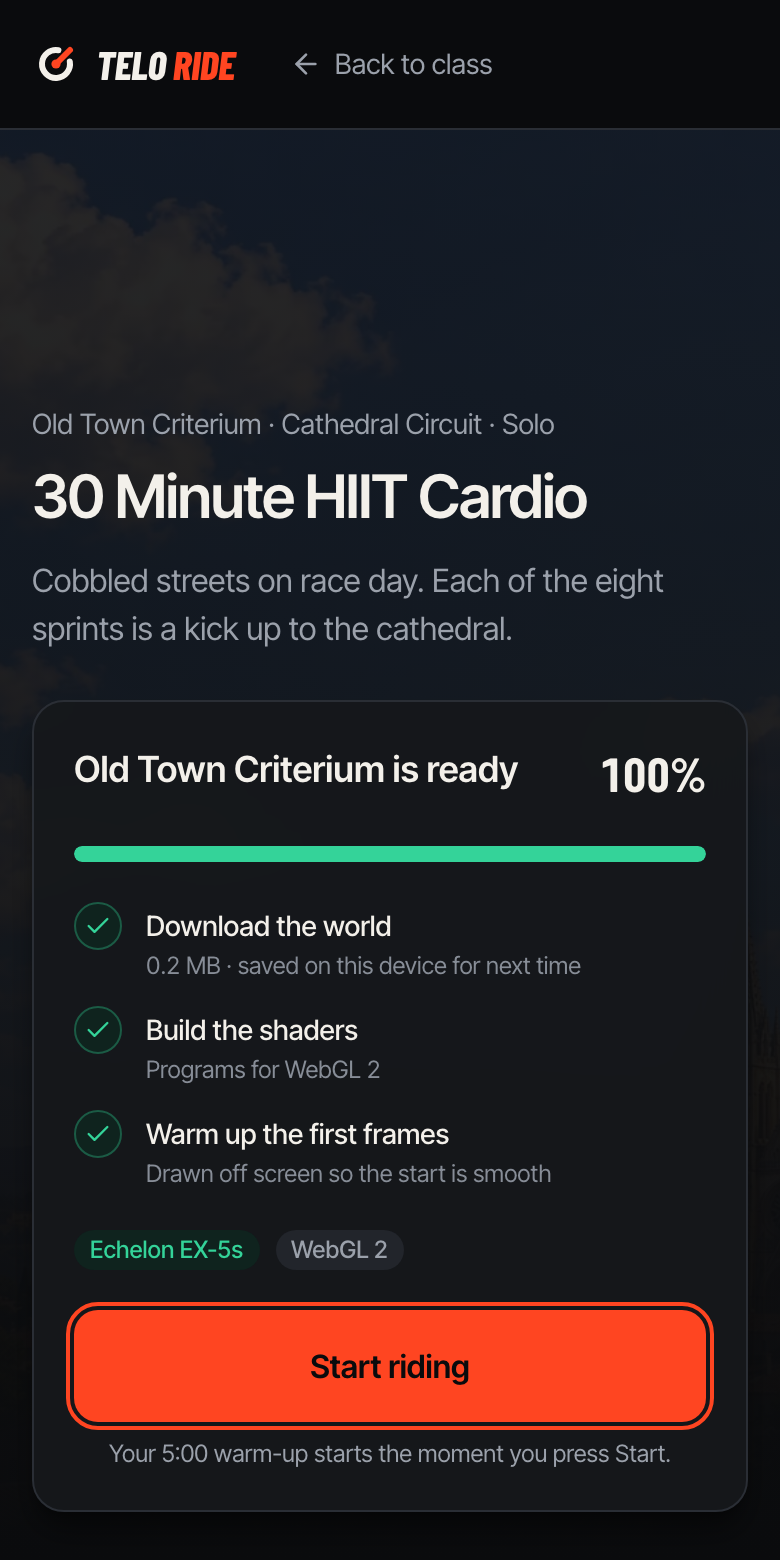 TELO RIDE
Back to class
Old Town Criterium · Cathedral Circuit · Solo
30 Minute HIIT Cardio
Cobbled streets on race day. Each of the eight
sprints is a kick up to the cathedral.
Old Town Criterium is ready
100%
Download the world
0.2 MB · saved on this device for next time
Build the shaders
Programs for WebGL 2
Warm up the first frames
Drawn off screen so the start is smooth
Echelon EX-5s
WebGL 2
Start riding
Your 5:00 warm-up starts the moment you press Start.